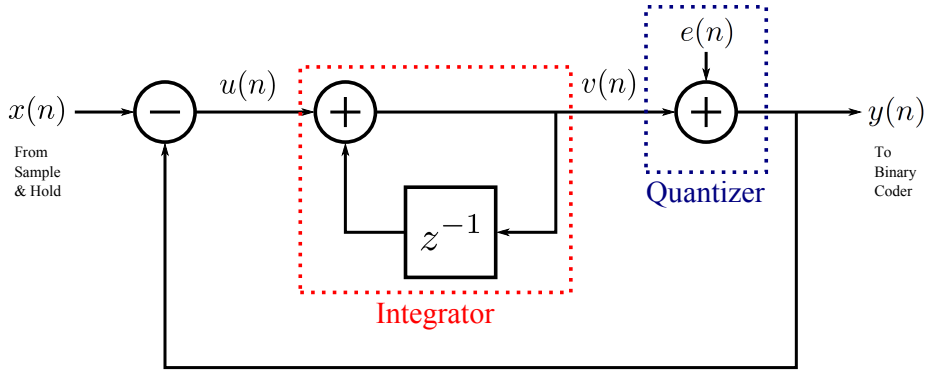 e(n)
x(n)
−
u(n)
+
v(n)
+
y(n)
From
Sample
& Hold
To
Binary
Coder
Quantizer
z⁻¹
Integrator